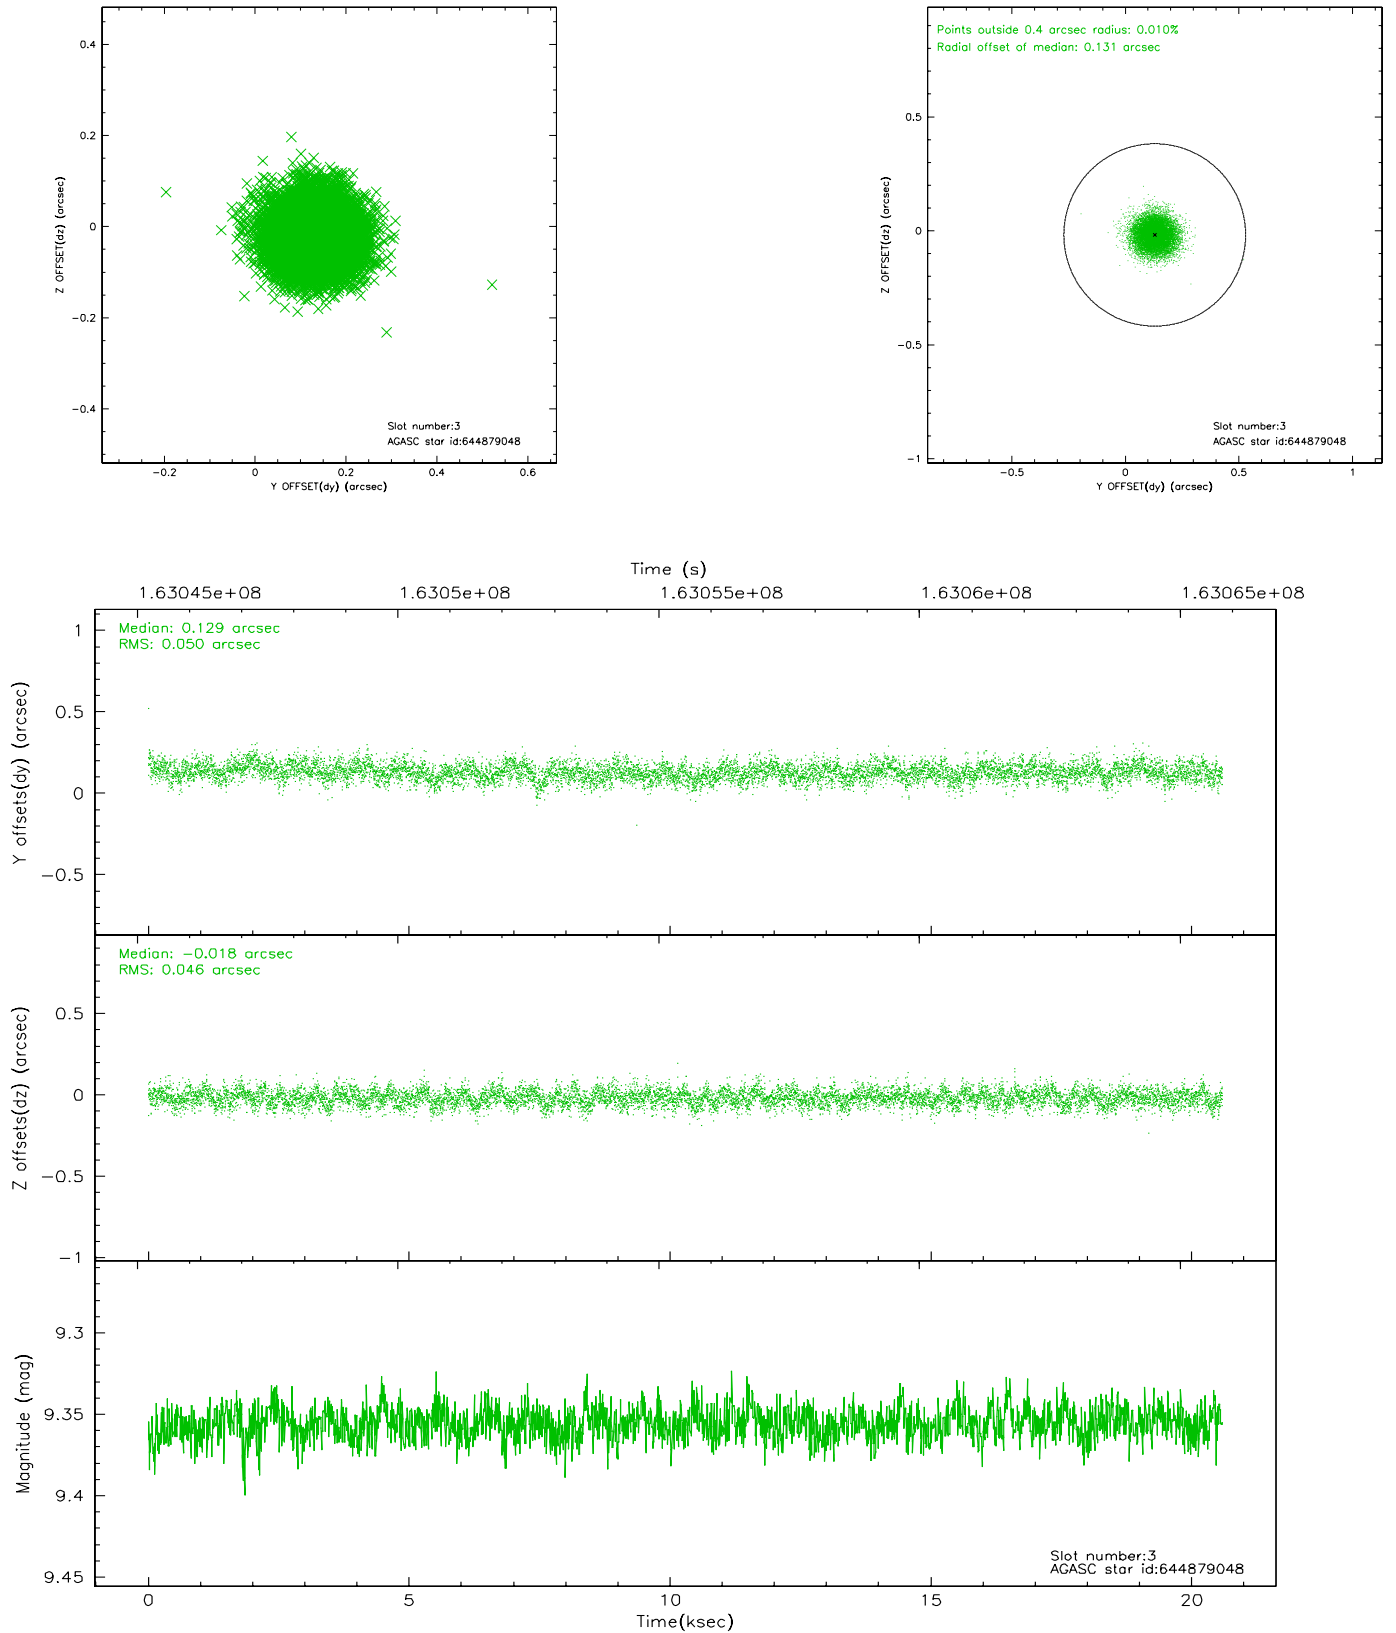 0.4
0.2
0
-0.2
-0.4
Z OFFSET(dz) (arcsec)
Slot number:3
AGASC star id:644879048
-0.2 0 0.2 0.4 0.6
Y OFFSET(dy) (arcsec)
Points outside 0.4 arcsec radius: 0.010%
Radial offset of median: 0.131 arcsec
0.5
0
-0.5
-1
Z OFFSET(dz) (arcsec)
Slot number:3
AGASC star id:644879048
-0.5 0 0.5 1
Y OFFSET(dy) (arcsec)
Time (s)
1.63045e+08 1.6305e+08 1.63055e+08 1.6306e+08 1.63065e+08
Median: 0.129 arcsec
RMS: 0.050 arcsec
1
0.5
0
-0.5
Y offsets(dy) (arcsec)
Median: -0.018 arcsec
RMS: 0.046 arcsec
0.5
0
-0.5
-1
Z offsets(dz) (arcsec)
9.3
9.35
9.4
9.45
Magnitude (mag)
Slot number:3
AGASC star id:644879048
0 5 10 15 20
Time(ksec)